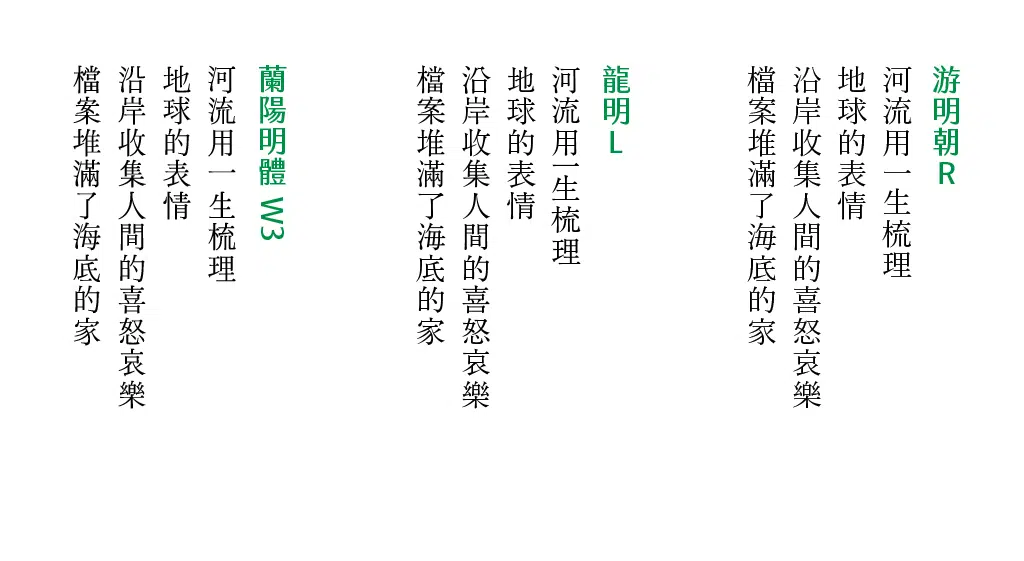 游明朝R
河流用一生梳理
地球的表情
沿岸收集人間的喜怒哀樂
檔案堆滿了海底的家
龍明L
河流用一生梳理
地球的表情
沿岸收集人間的喜怒哀樂
檔案堆滿了海底的家
蘭陽明體 W3
河流用一生梳理
地球的表情
沿岸收集人間的喜怒哀樂
檔案堆滿了海底的家